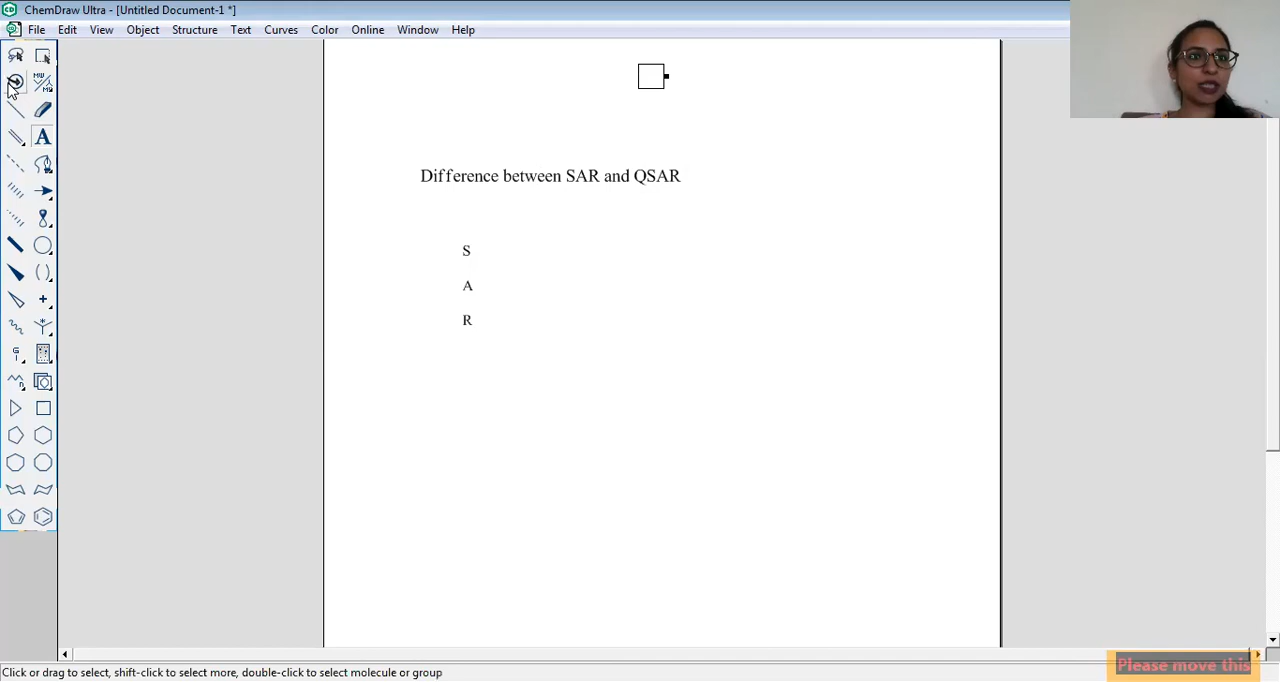 ChemDraw Ultra - [Untitled Document-1 *]
File Edit View Object Structure Text Curves Color Online Window Help
Difference between SAR and QSAR
S
A
R
Click or drag to select, shift-click to select more, double-click to select molecule or group
Please move this